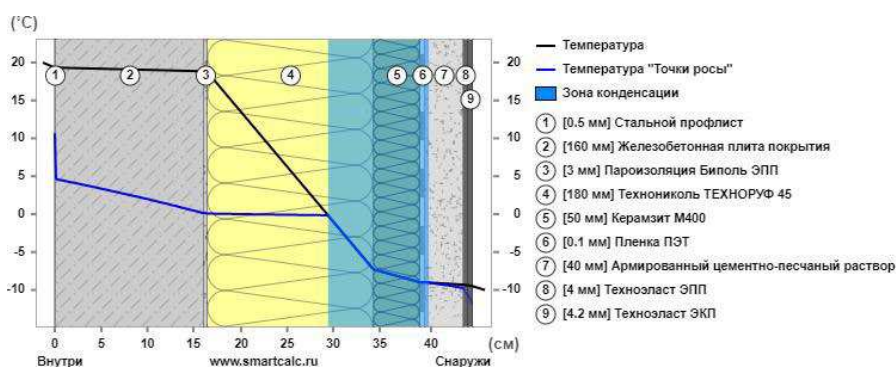 (°C)
20
15
10
5
0
-5
-10
20
15
10
5
0
-5
-10
1
2
3
4
5
6
7
8
9
0
5
10
15
20
25
30
35
40
(см)
Внутри
www.smartcalc.ru
Снаружи
Температура
Температура "Точки росы"
Зона конденсации
1 [0.5 мм] Стальной профлист
2 [160 мм] Железобетонная плита покрытия
3 [3 мм] Пароизоляция Биполь ЭПП
4 [180 мм] Технониколь ТЕХНОРУФ 45
5 [50 мм] Керамзит М400
6 [0.1 мм] Пленка ПЭТ
7 [40 мм] Армированный цементно-песчаный раствор
8 [4 мм] Техноэласт ЭПП
9 [4.2 мм] Техноэласт ЭКП